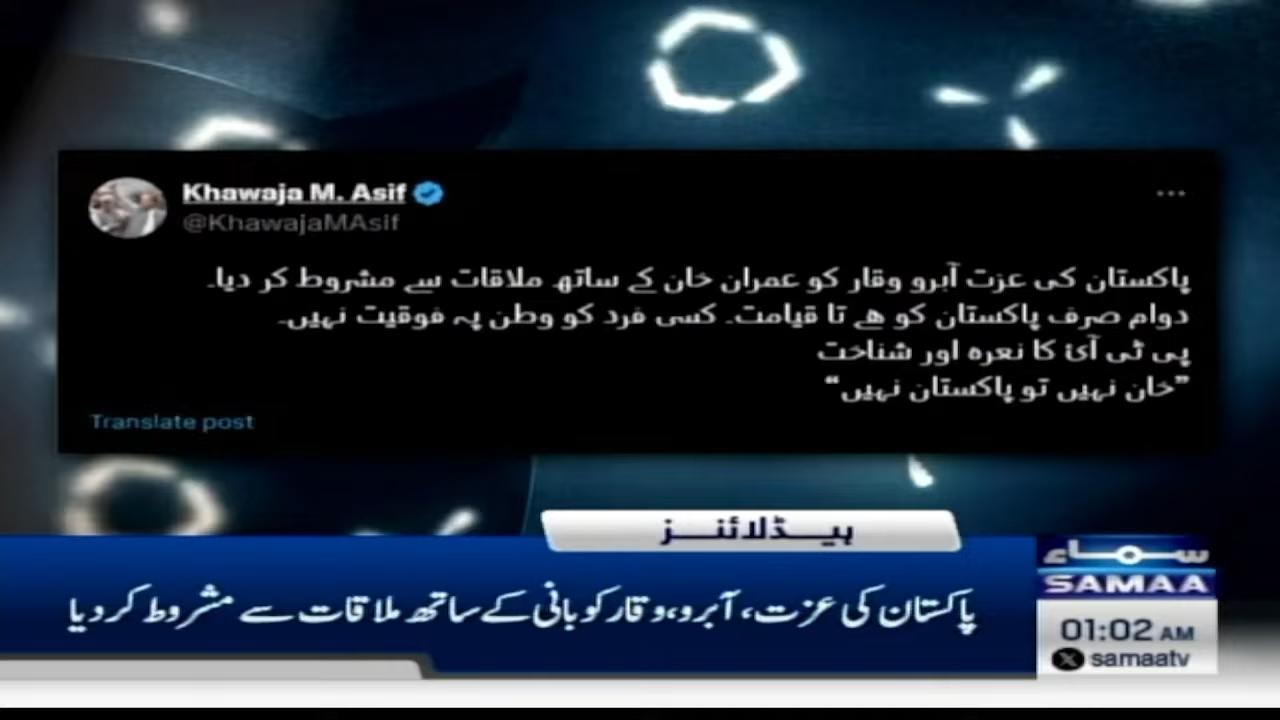 Khawaja M. Asif
@KhawajaMAsif
پاکستان کی عزت آبرو وقار کو عمران خان کے ساتھ ملاقات سے مشروط کر دیا۔
دوام صرف پاکستان کو ھے تا قیامت۔ کسی فرد کو وطن پہ فوقیت نہیں۔
پی ٹی آئ کا نعرہ اور شناخت
”خان نہیں تو پاکستان نہیں“
Translate post
ہیڈلائنز
پاکستان کی عزت، آبرو،وقار کو بانی کے ساتھ ملاقات سے مشروط کر دیا
سماء
SAMAA
01:02 AM
X samaatv